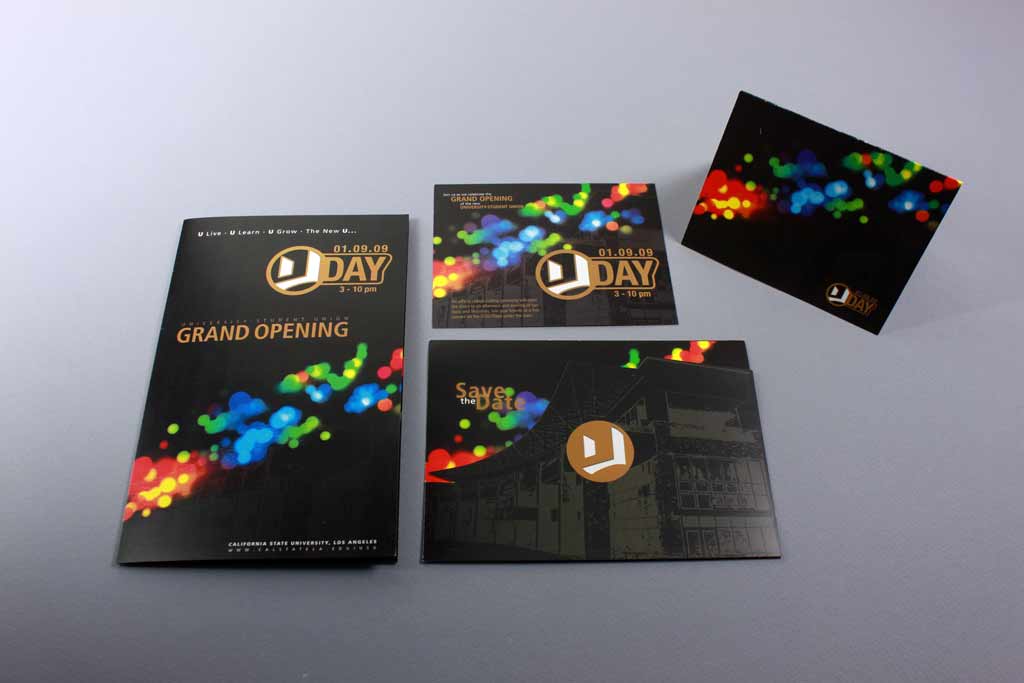 U Live - U Learn - U Grow - The New U...
01.09.09
U DAY
3 - 10 pm
UNIVERSITY-STUDENT UNION
GRAND OPENING
CALIFORNIA STATE UNIVERSITY, LOS ANGELES
WWW.CALSTATELA.EDU/USU
Join us as we celebrate the
GRAND OPENING
of the new
UNIVERSITY-STUDENT UNION
01.09.09
U DAY
3 - 10 pm
Save
the Date
U
U DAY